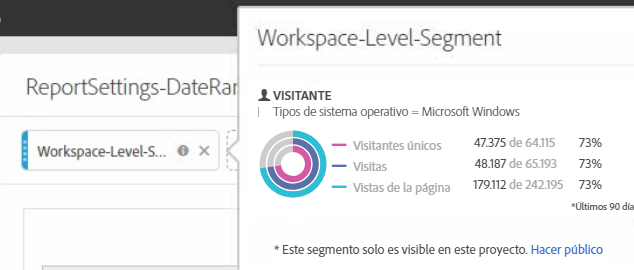 Workspace-Level-Segment
ReportSettings-DateRan
VISITANTE
Tipos de sistema operativo = Microsoft Windows
Workspace-Level-S...
Visitantes únicos 47.375 de 64.115 73%
Visitas 48.187 de 65.193 73%
Vistas de la página 179.112 de 242.195 73%
*Últimos 90 día
* Este segmento solo es visible en este proyecto. Hacer público